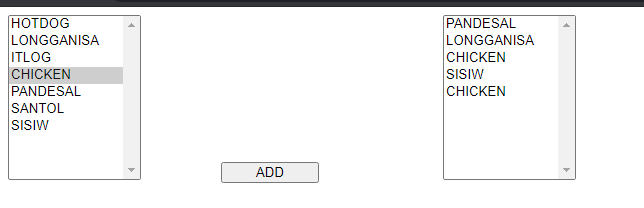 HOTDOG
LONGGANISA
ITLOG
CHICKEN
PANDESAL
SANTOL
SISIW
ADD
PANDESAL
LONGGANISA
CHICKEN
SISIW
CHICKEN